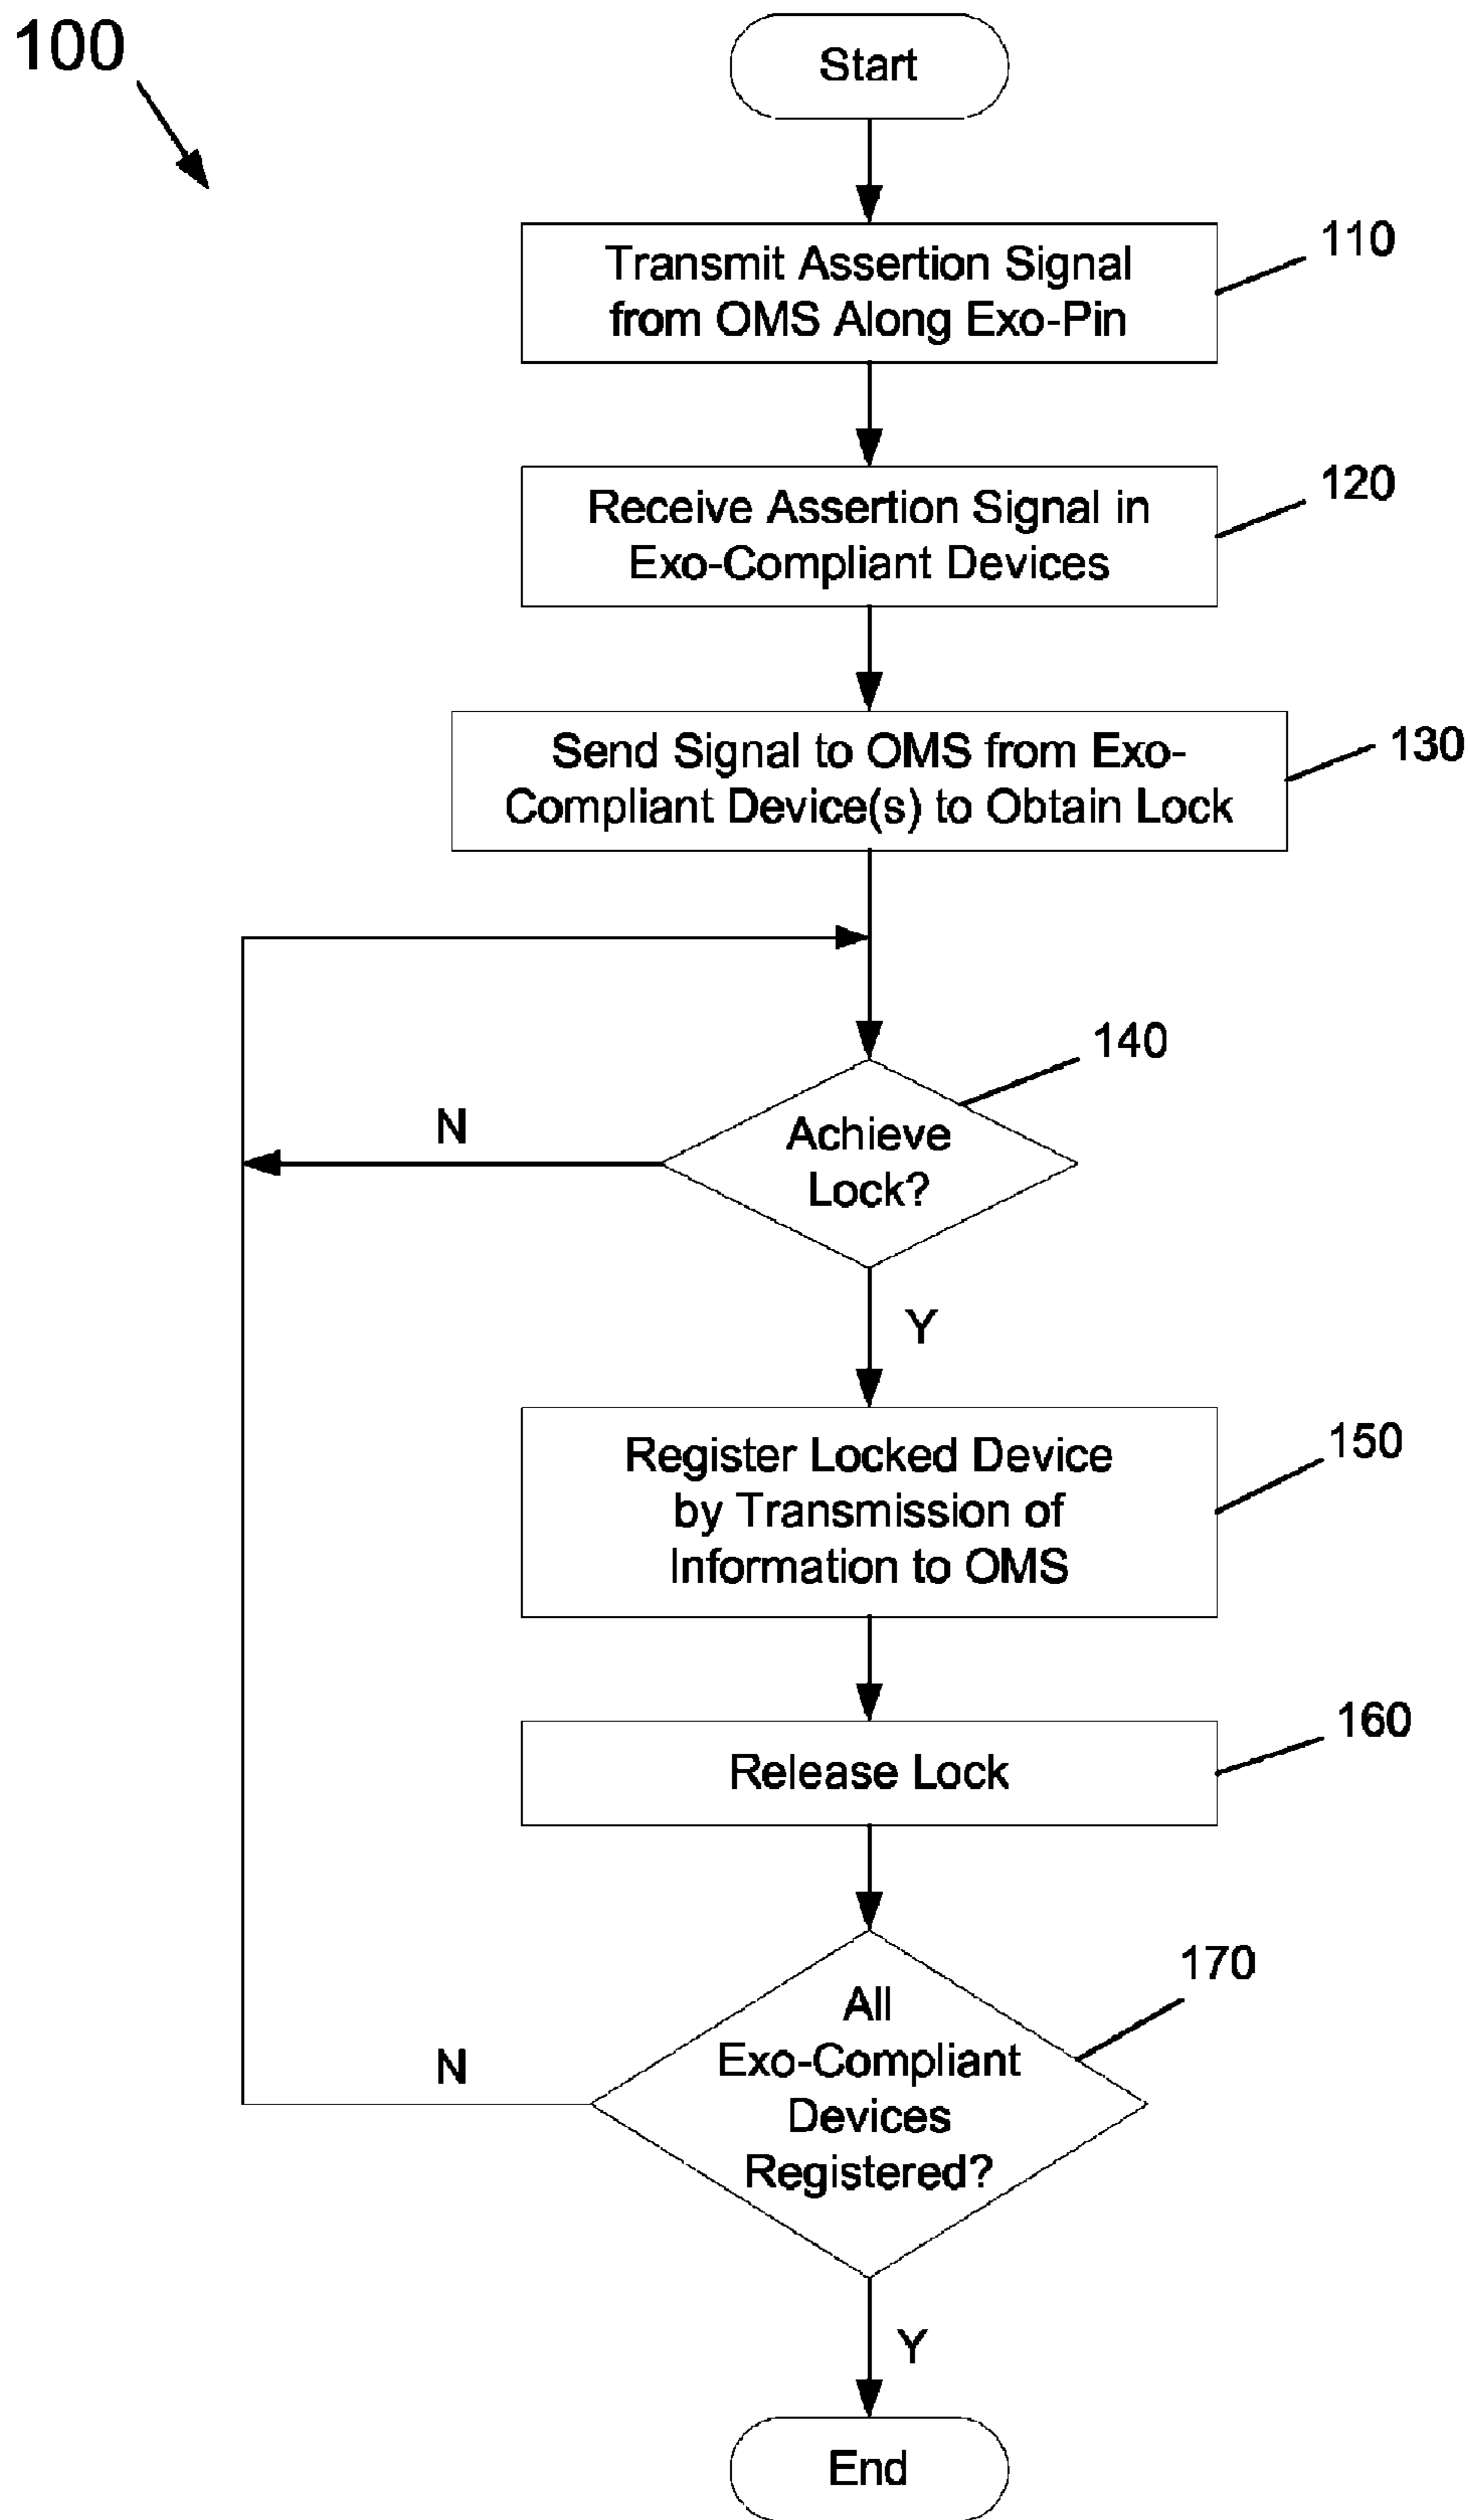 100
Start
Transmit Assertion Signal
from OMS Along Exo-Pin
110
Receive Assertion Signal in
Exo-Compliant Devices
120
Send Signal to OMS from Exo-
Compliant Device(s) to Obtain Lock
130
140
Achieve
Lock?
N
Y
Register Locked Device
by Transmission of
Information to OMS
150
Release Lock
160
170
All
Exo-Compliant
Devices
Registered?
N
Y
End